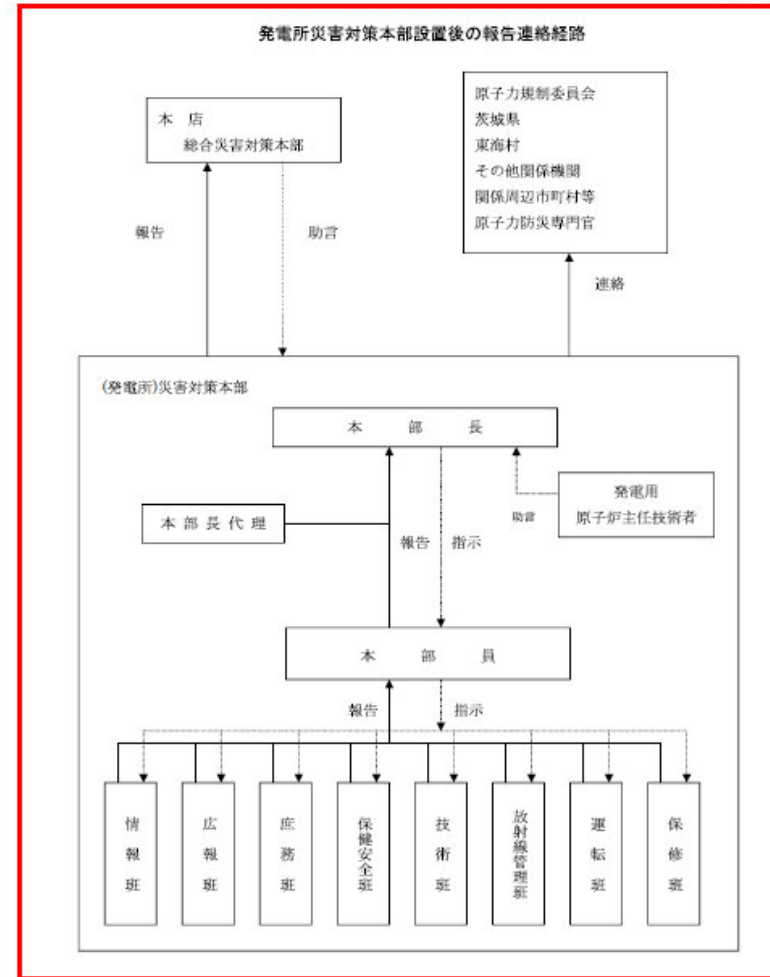 発電所災害対策本部設置後の報告連絡経路
本 店
総合災害対策本部
原子力規制委員会
茨城県
東海村
その他関係機関
関係周辺市町村等
原子力防災専門官
報告
助言
連絡
(発電所)災害対策本部
本 部 長
発電用
原子炉主任技術者
助言
本部長代理
報告
指示
本 部 員
報告
指示
情報班
広報班
庶務班
保健安全班
技術班
放射線管理班
運転班
保修班